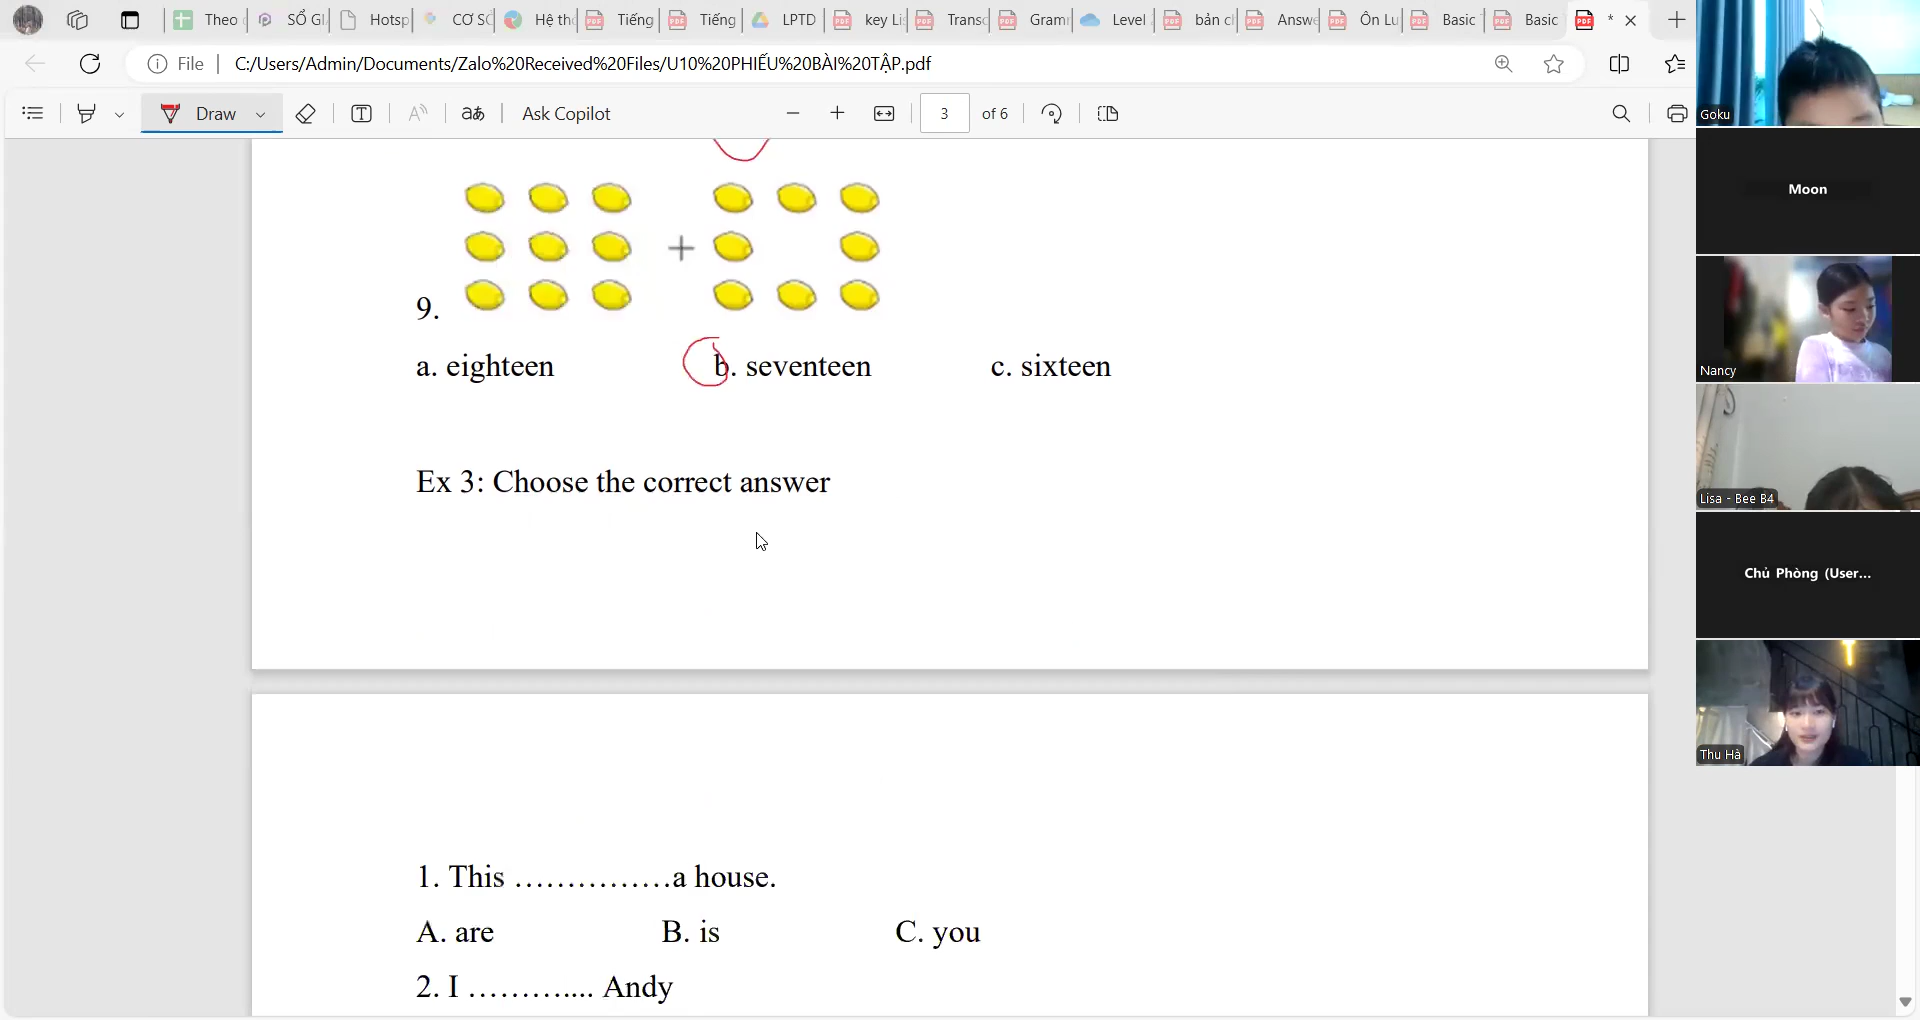 Theo
SỔ GI
Hotsp
CƠ SỞ
Hệ th
Tiếng
Tiếng
LPTD
key Li
Trans
Gram
Level
bản c
Answ
Ôn Lu
Basic
Basic
*
File
C:/Users/Admin/Documents/Zalo%20Received%20Files/U10%20PHIẾU%20BÀI%20TẬP.pdf
Draw
Ask Copilot
3 of 6
9.
+
a. eighteen b. seventeen c. sixteen
Ex 3: Choose the correct answer
1. This ……………a house.
A. are B. is C. you
2. I ………..... Andy
Goku
Moon
Nancy
Lisa - Bee B4
Chủ Phòng (User...
Thu Hà